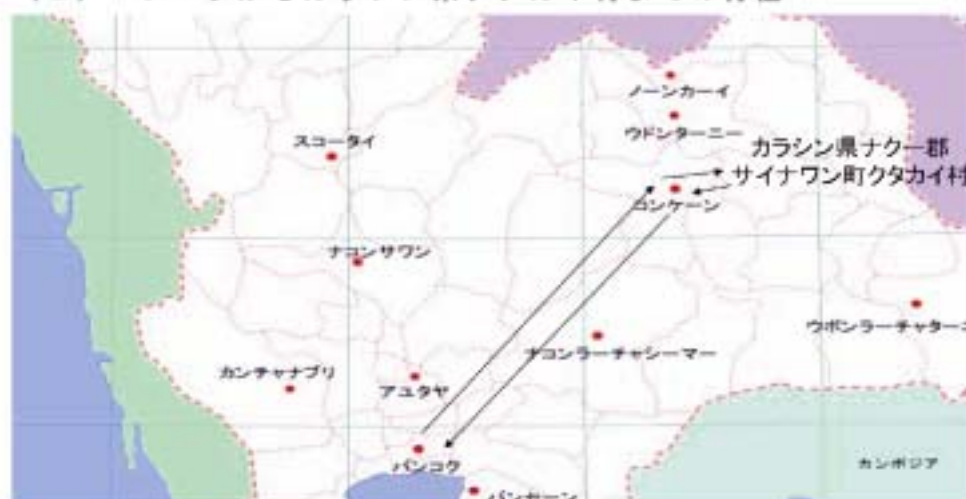 ノーンカーイ
ウドンターニー
スコータイ
カラシン県ナクー郡
サイナワン町クタカイ村
コンケーン
ナコンサワン
ウボンラーチャターニ
ナコンラーチャシーマー
カンチャナブリ
アユタヤ
バンコク
カンボジア